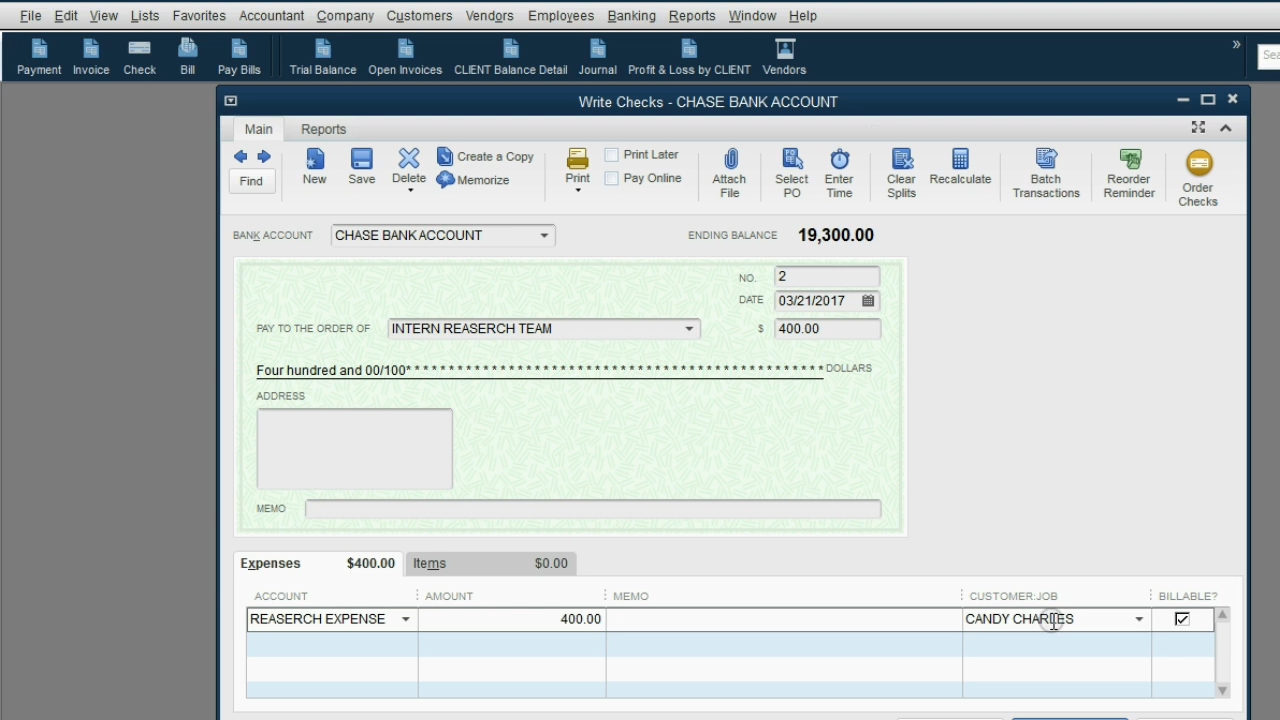 File Edit View Lists Favorites Accountant Company Customers Vendors Employees Banking Reports Window Help
Payment Invoice Check Bill Pay Bills Trial Balance Open Invoices CLIENT Balance Detail Journal Profit & Loss by CLIENT Vendors
»
Sea
Write Checks - CHASE BANK ACCOUNT
Main Reports
Find New Save Delete Create a Copy Memorize Print Print Later Pay Online Attach File Select PO Enter Time Clear Splits Recalculate Batch Transactions Reorder Reminder Order Checks
BANK ACCOUNT CHASE BANK ACCOUNT ENDING BALANCE 19,300.00
NO. 2
DATE 03/21/2017
PAY TO THE ORDER OF INTERN REASERCH TEAM $ 400.00
Four hundred and 00/100* * * * * * * * * * * * * * * * * * * * * * * * * * * * * * * * * * * * * * * * * * * * * * * * * DOLLARS
ADDRESS
MEMO
Expenses $400.00 Items $0.00
ACCOUNT AMOUNT MEMO CUSTOMER:JOB BILLABLE?
REASERCH EXPENSE 400.00 CANDY CHARLES